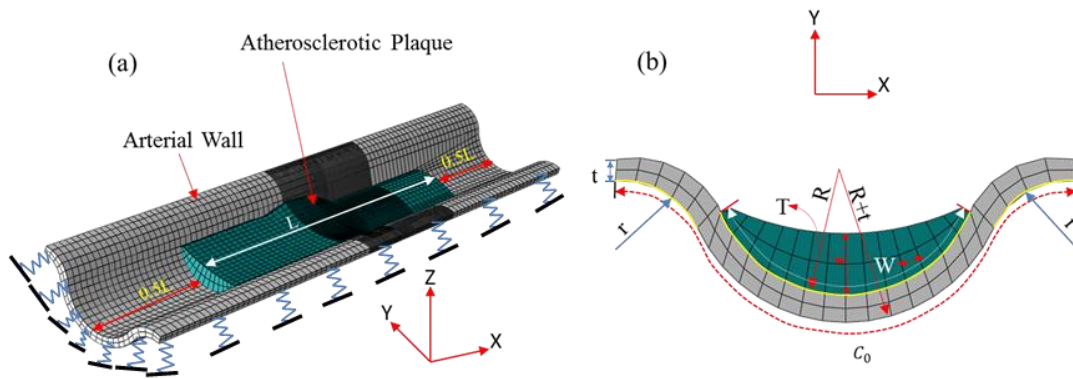 (a)
Atherosclerotic Plaque
Arterial Wall
0.5L
L
0.5L
Z
Y
X
(b)
Y
X
t
r
T
R
R+t
W
r
C₀